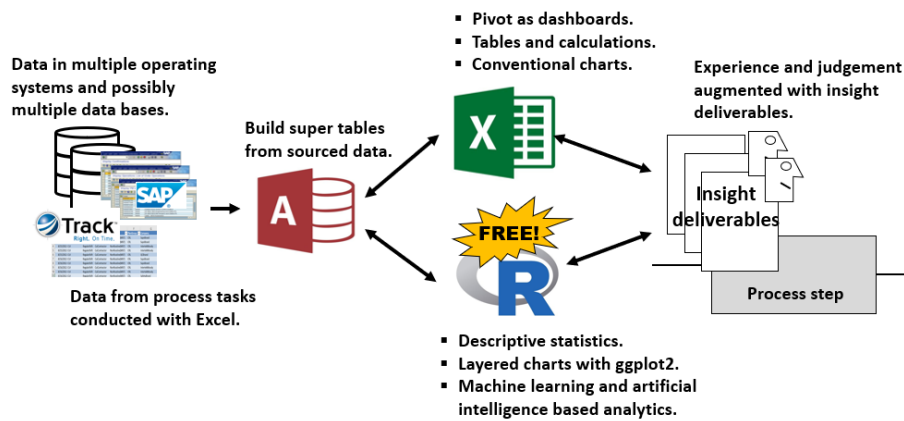 ▪ Pivot as dashboards.
▪ Tables and calculations.
▪ Conventional charts.
Data in multiple operating
systems and possibly
multiple data bases.
Experience and judgement
augmented with insight
deliverables.
Build super tables
from sourced data.
X
SAP
A
Track™
Right. On Time.
Insight
deliverables
FREE!
R
Data from process tasks
conducted with Excel.
Process step
▪ Descriptive statistics.
▪ Layered charts with ggplot2.
▪ Machine learning and artificial
intelligence based analytics.